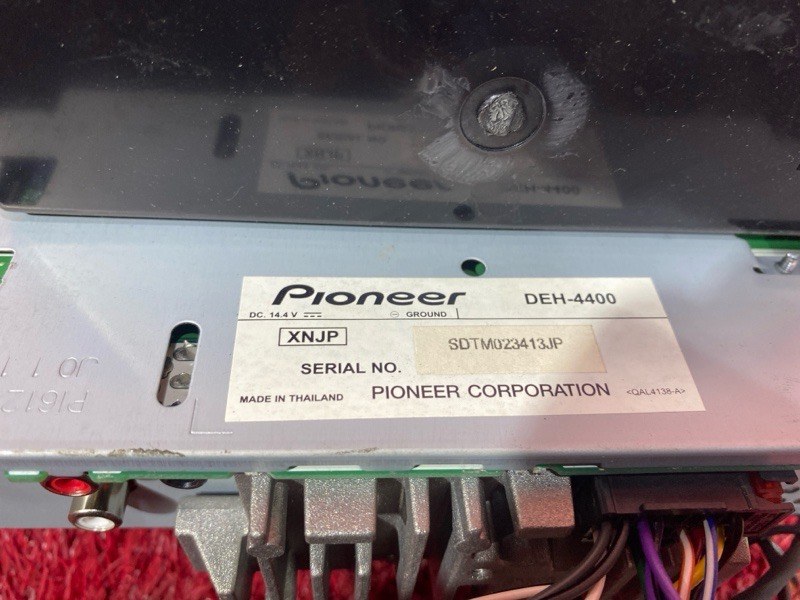 Pioneer DEH-4400
DC. 14.4 V ⊖ GROUND
XNJP
SDTM023413JP
SERIAL NO.
MADE IN THAILAND PIONEER CORPORATION <QAL4138-A>